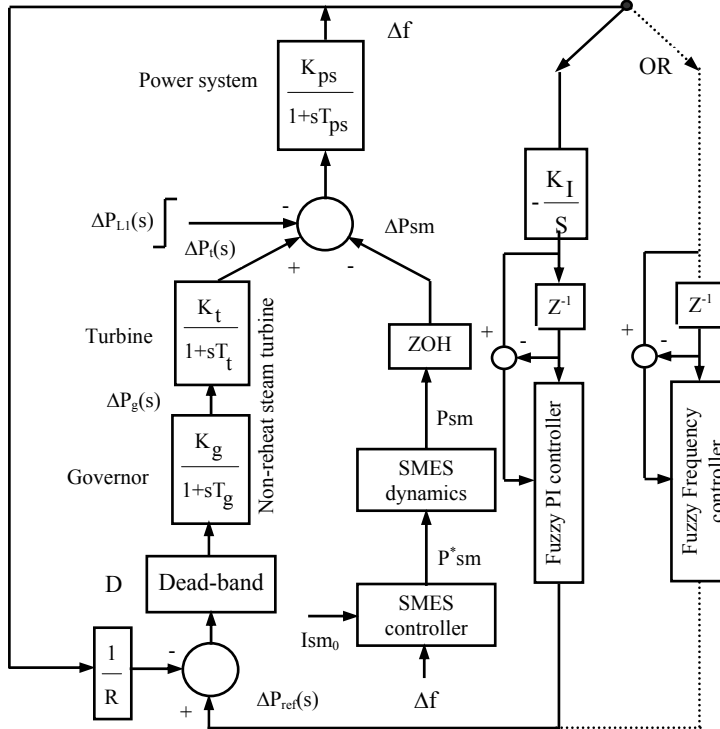 Δf
OR
Power system
K_ps
1+sT_ps
-
K_I
S
-
ΔP_L1(s)
ΔP_t(s)
+
-
ΔPsm
Z⁻¹
Z⁻¹
+
-
+
-
Turbine
K_t
1+sT_t
ZOH
Non-reheat steam turbine
ΔP_g(s)
Psm
Governor
K_g
1+sT_g
SMES
dynamics
Fuzzy PI controller
Fuzzy Frequency
controller
P*sm
D
Dead-band
SMES
controller
Ism₀
1
R
-
+
ΔP_ref(s)
Δf